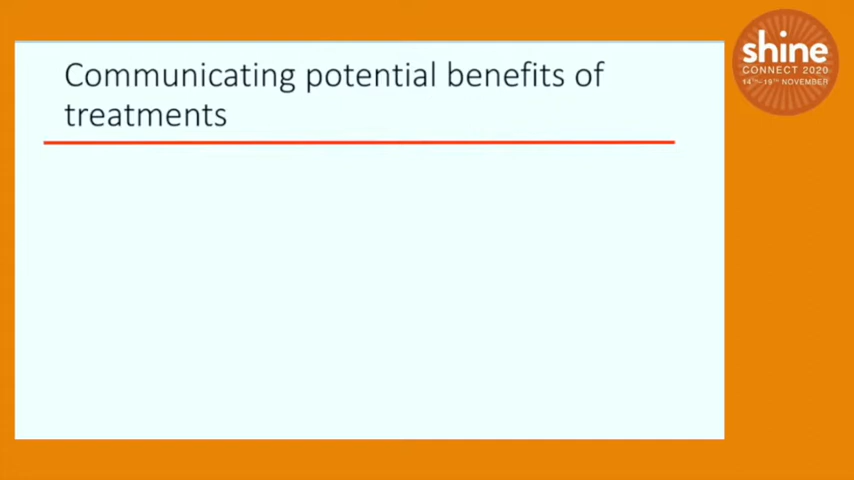 Communicating potential benefits of
treatments
shine
CONNECT 2020
14TH-19TH NOVEMBER